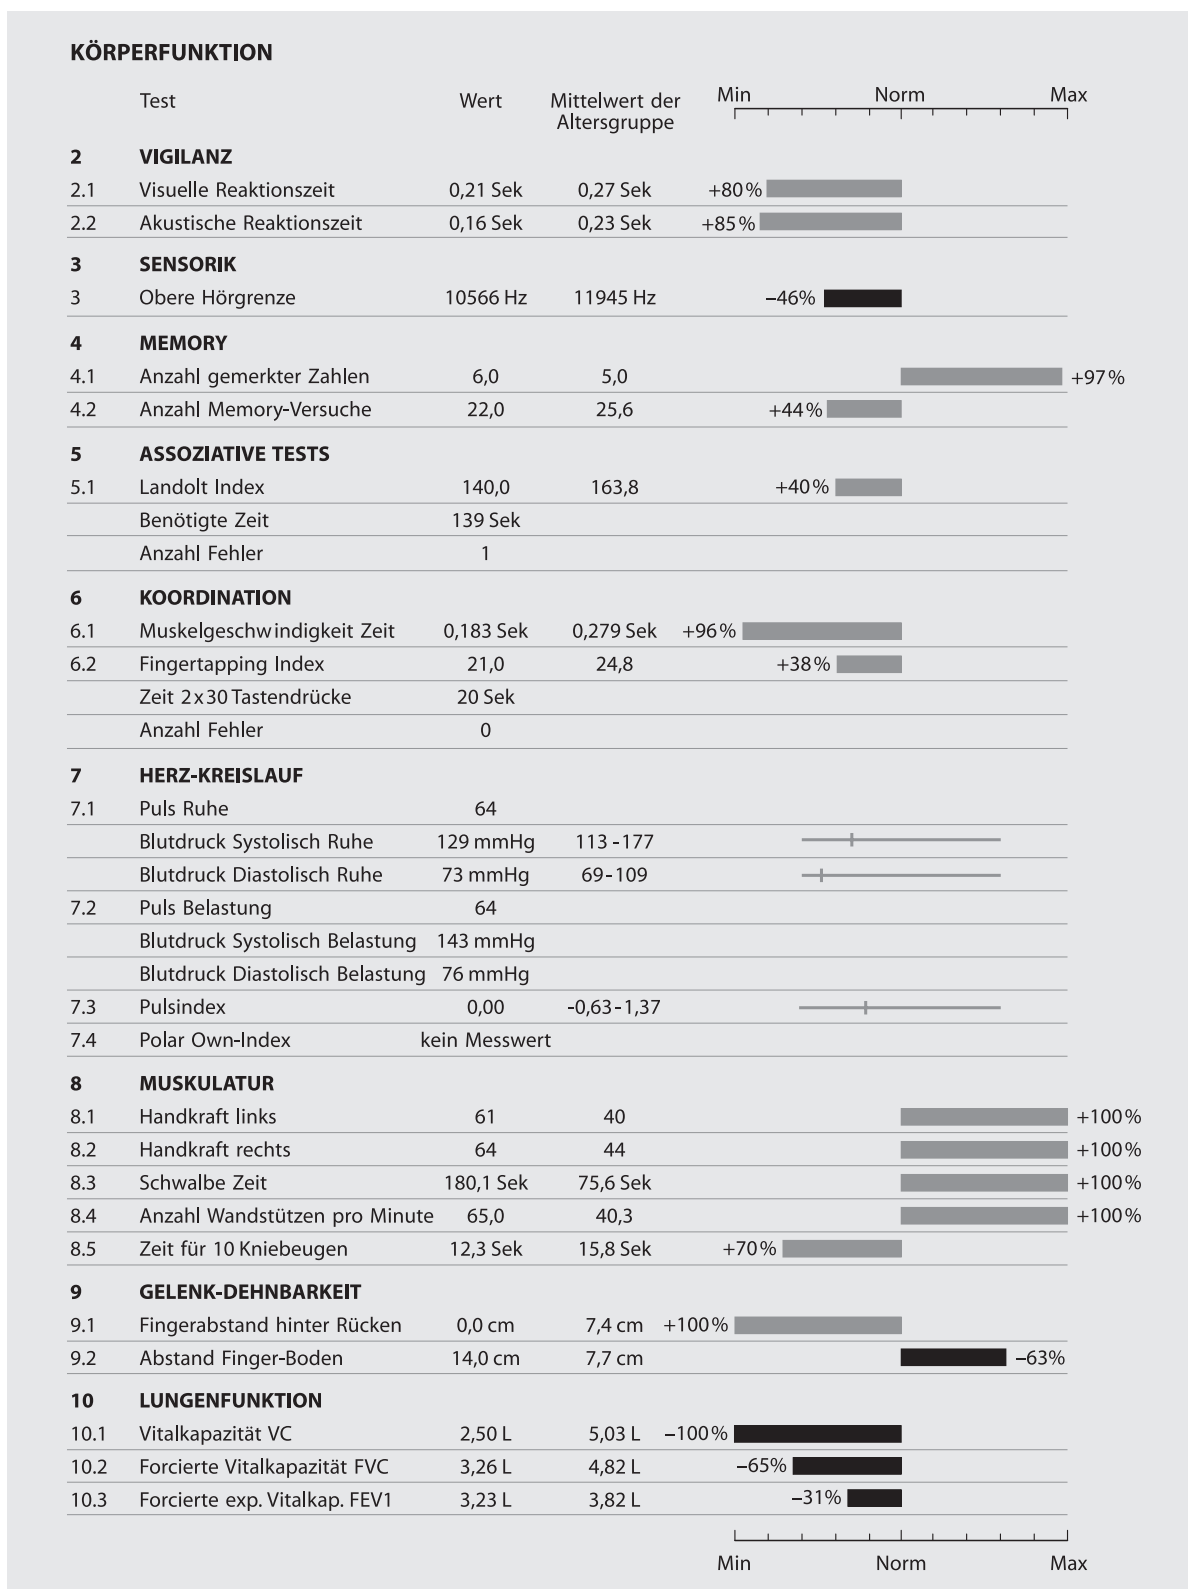 KÖRPERFUNKTION
Test Wert Mittelwert der Altersgruppe Min Norm Max
2 VIGILANZ
2.1 Visuelle Reaktionszeit 0,21 Sek 0,27 Sek +80%
2.2 Akustische Reaktionszeit 0,16 Sek 0,23 Sek +85%
3 SENSORIK
3 Obere Hörgrenze 10566 Hz 11945 Hz –46%
4 MEMORY
4.1 Anzahl gemerkter Zahlen 6,0 5,0 +97%
4.2 Anzahl Memory-Versuche 22,0 25,6 +44%
5 ASSOZIATIVE TESTS
5.1 Landolt Index 140,0 163,8 +40%
Benötigte Zeit 139 Sek
Anzahl Fehler 1
6 KOORDINATION
6.1 Muskelgeschwindigkeit Zeit 0,183 Sek 0,279 Sek +96%
6.2 Fingertapping Index 21,0 24,8 +38%
Zeit 2x30 Tastendrücke 20 Sek
Anzahl Fehler 0
7 HERZ-KREISLAUF
7.1 Puls Ruhe 64
Blutdruck Systolisch Ruhe 129 mmHg 113-177
Blutdruck Diastolisch Ruhe 73 mmHg 69-109
7.2 Puls Belastung 64
Blutdruck Systolisch Belastung 143 mmHg
Blutdruck Diastolisch Belastung 76 mmHg
7.3 Pulsindex 0,00 -0,63-1,37
7.4 Polar Own-Index kein Messwert
8 MUSKULATUR
8.1 Handkraft links 61 40 +100%
8.2 Handkraft rechts 64 44 +100%
8.3 Schwalbe Zeit 180,1 Sek 75,6 Sek +100%
8.4 Anzahl Wandstützen pro Minute 65,0 40,3 +100%
8.5 Zeit für 10 Kniebeugen 12,3 Sek 15,8 Sek +70%
9 GELENK-DEHNBARKEIT
9.1 Fingerabstand hinter Rücken 0,0 cm 7,4 cm +100%
9.2 Abstand Finger-Boden 14,0 cm 7,7 cm –63%
10 LUNGENFUNKTION
10.1 Vitalkapazität VC 2,50 L 5,03 L –100%
10.2 Forcierte Vitalkapazität FVC 3,26 L 4,82 L –65%
10.3 Forcierte exp. Vitalkap. FEV1 3,23 L 3,82 L –31%
Min Norm Max